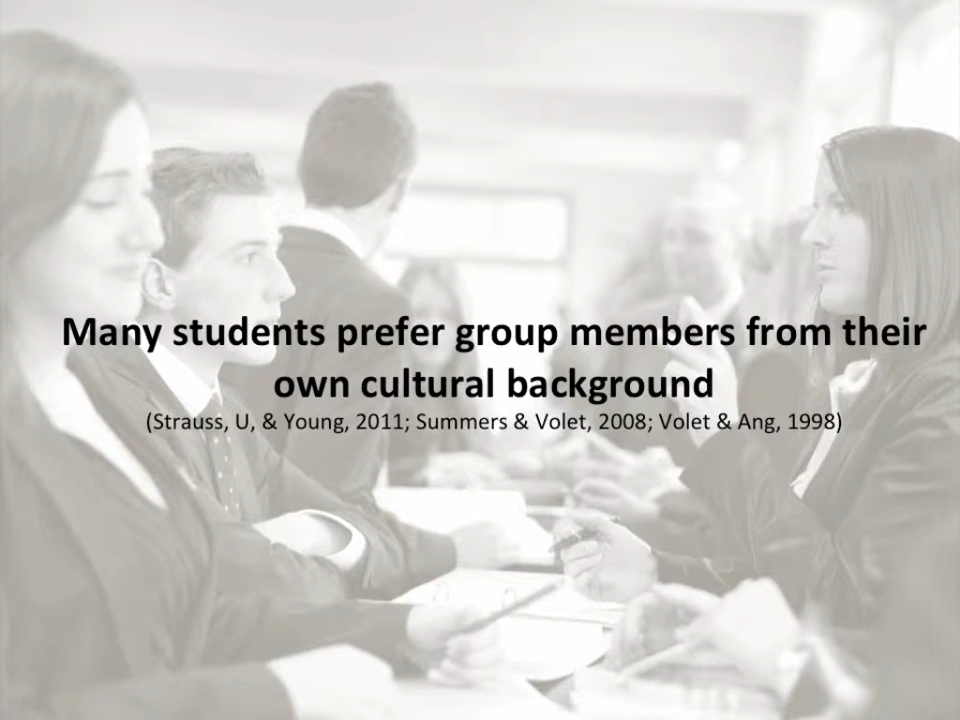 Many students prefer group members from their
own cultural background
(Strauss, U, & Young, 2011; Summers & Volet, 2008; Volet & Ang, 1998)